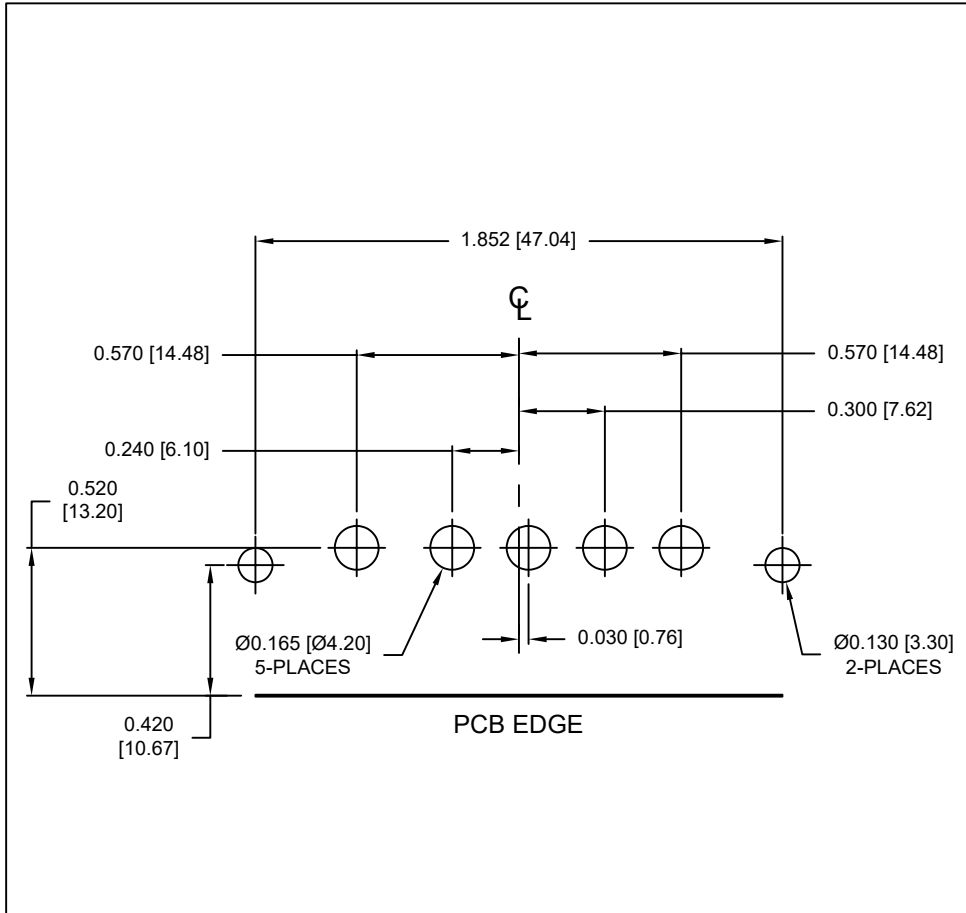 1.852 [47.04]
℄
0.570 [14.48]
0.570 [14.48]
0.300 [7.62]
0.240 [6.10]
0.520
[13.20]
Ø0.165 [Ø4.20]
5-PLACES
0.030 [0.76]
Ø0.130 [3.30]
2-PLACES
0.420
[10.67]
PCB EDGE